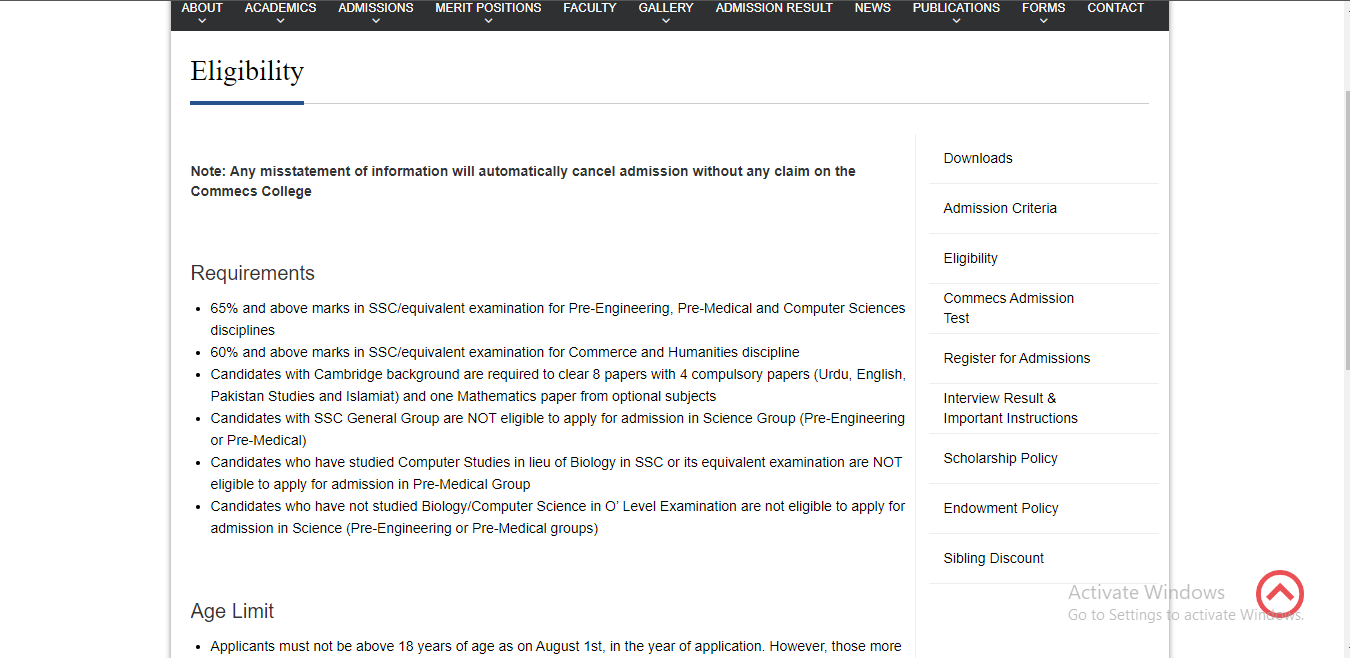 ABOUT ACADEMICS ADMISSIONS MERIT POSITIONS FACULTY GALLERY ADMISSION RESULT NEWS PUBLICATIONS FORMS CONTACT
Eligibility
Note: Any misstatement of information will automatically cancel admission without any claim on the
Commecs College
Requirements
• 65% and above marks in SSC/equivalent examination for Pre-Engineering, Pre-Medical and Computer Sciences
disciplines
• 60% and above marks in SSC/equivalent examination for Commerce and Humanities discipline
• Candidates with Cambridge background are required to clear 8 papers with 4 compulsory papers (Urdu, English,
Pakistan Studies and Islamiat) and one Mathematics paper from optional subjects
• Candidates with SSC General Group are NOT eligible to apply for admission in Science Group (Pre-Engineering
or Pre-Medical)
• Candidates who have studied Computer Studies in lieu of Biology in SSC or its equivalent examination are NOT
eligible to apply for admission in Pre-Medical Group
• Candidates who have not studied Biology/Computer Science in O’ Level Examination are not eligible to apply for
admission in Science (Pre-Engineering or Pre-Medical groups)
Age Limit
• Applicants must not be above 18 years of age as on August 1st, in the year of application. However, those more
Downloads
Admission Criteria
Eligibility
Commecs Admission
Test
Register for Admissions
Interview Result &
Important Instructions
Scholarship Policy
Endowment Policy
Sibling Discount
Activate Windows
Go to Settings to activate Windows.